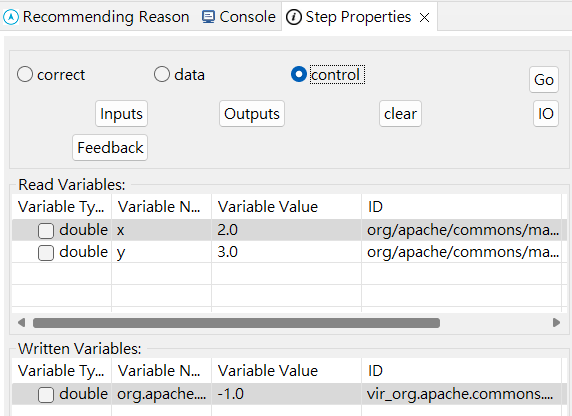 Recommending Reason Console Step Properties
correct data control Go
Inputs Outputs clear IO
Feedback
Read Variables:
Variable Ty... Variable N... Variable Value ID
double x 2.0 org/apache/commons/ma...
double y 3.0 org/apache/commons/ma...
Written Variables:
Variable Ty... Variable N... Variable Value ID
double org.apache.... -1.0 vir_org.apache.commons....